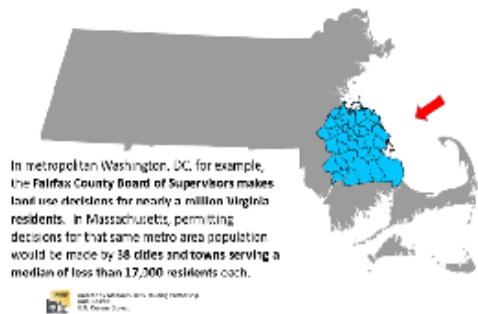 In metropolitan Washington, DC, for example,
the Fairfax County Board of Supervisors makes
land use decisions for nearly a million Virginia
residents. In Massachusetts, permitting
decisions for that same metro area population
would be made by 38 cities and towns serving a
median of less than 17,000 residents each.